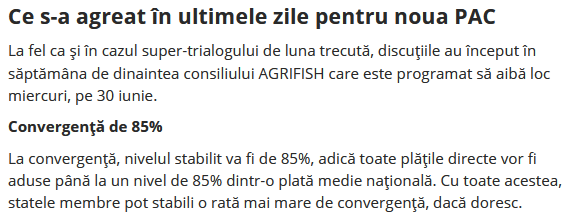 Ce s-a agreat în ultimele zile pentru noua PAC
La fel ca și în cazul super-trialogului de luna trecută, discuțiile au început în
săptămâna de dinaintea consiliului AGRIFISH care este programat să aibă loc
miercuri, pe 30 iunie.
Convergență de 85%
La convergență, nivelul stabilit va fi de 85%, adică toate plățile directe vor fi
aduse până la un nivel de 85% dintr-o plată medie națională. Cu toate acestea,
statele membre pot stabili o rată mai mare de convergență, dacă doresc.